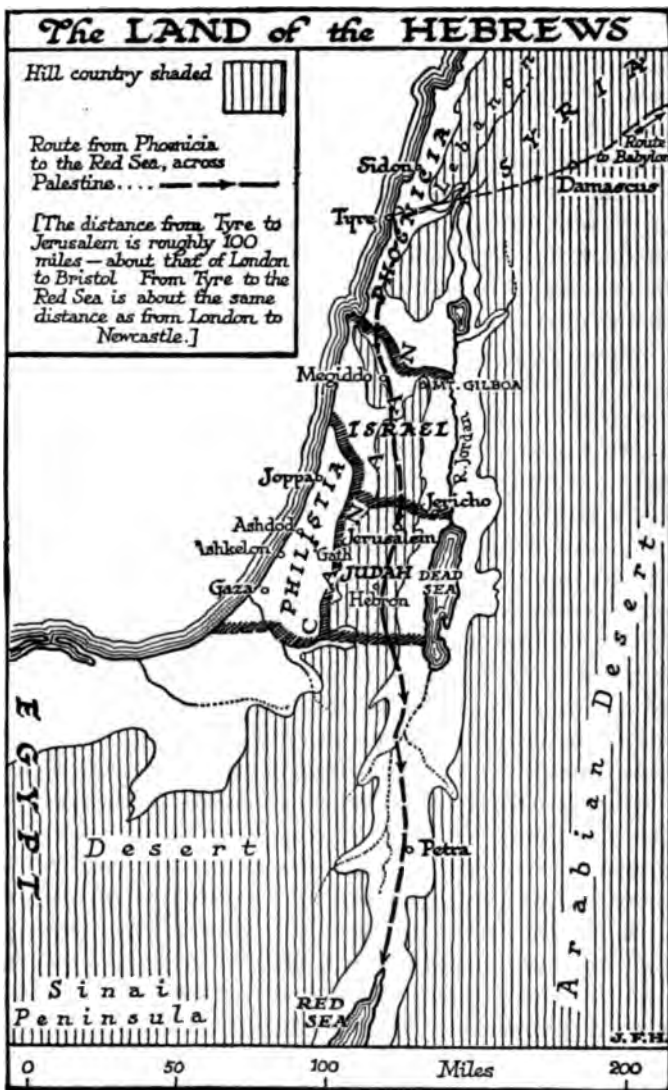 The LAND of the HEBREWS
Hill country shaded
Route from Phoenicia
to the Red Sea, across
Palestine....
[The distance from Tyre to
Jerusalem is roughly 100
miles — about that of London
to Bristol From Tyre to the
Red Sea is about the same
distance as from London to
Newcastle.]
SYRIA
Lebanon
Route
to Babylon
Sidon
Damascus
Tyre
PHOENICIA
Megiddo
MT. GILBOA
ISRAEL
R. Jordan
CANAAN
Joppa
Jericho
PHILISTIA
Ashdod
Jerusalem
Ashkelon
Gath
JUDAH
DEAD
SEA
Gaza
Hebron
EGYPT
Desert
Petra
Arabian Desert
Sinai
Peninsula
RED
SEA
J.F.H.
0 50 100 Miles 200